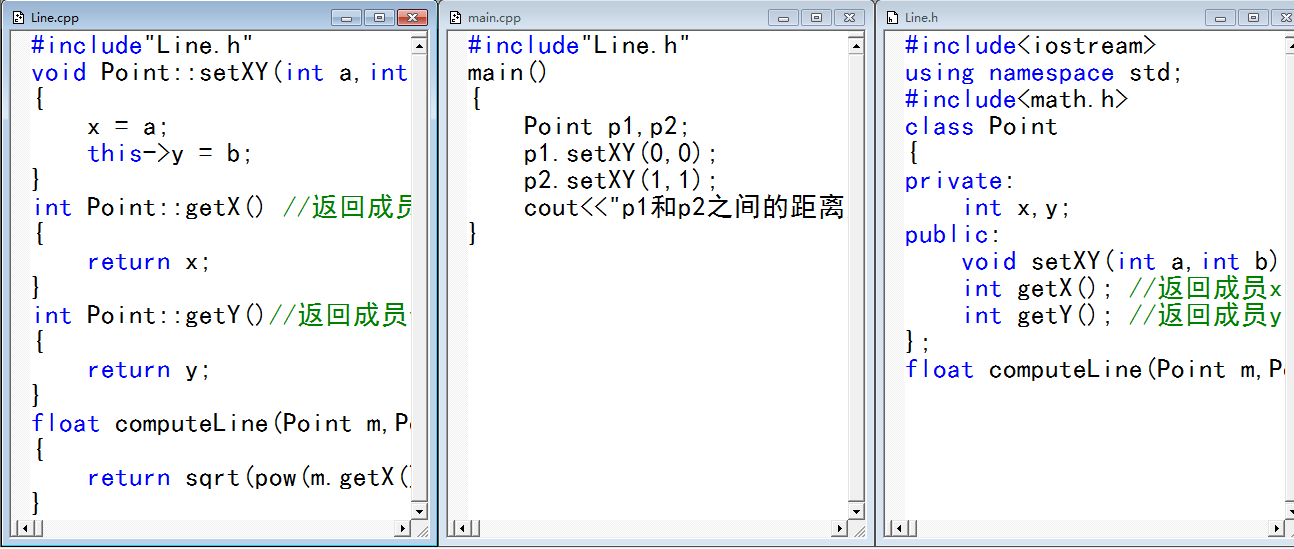 Line.cpp
#include"Line.h"
void Point::setXY(int a,int
{
x = a;
this->y = b;
}
int Point::getX() //返回成员
{
return x;
}
int Point::getY()//返回成员
{
return y;
}
float computeLine(Point m,Po
{
return sqrt(pow(m.getX()
}
main.cpp
#include"Line.h"
main()
{
Point p1,p2;
p1.setXY(0,0);
p2.setXY(1,1);
cout<<"p1和p2之间的距离
}
Line.h
#include<iostream>
using namespace std;
#include<math.h>
class Point
{
private:
int x,y;
public:
void setXY(int a,int b)
int getX(); //返回成员x
int getY(); //返回成员y
};
float computeLine(Point m,Po